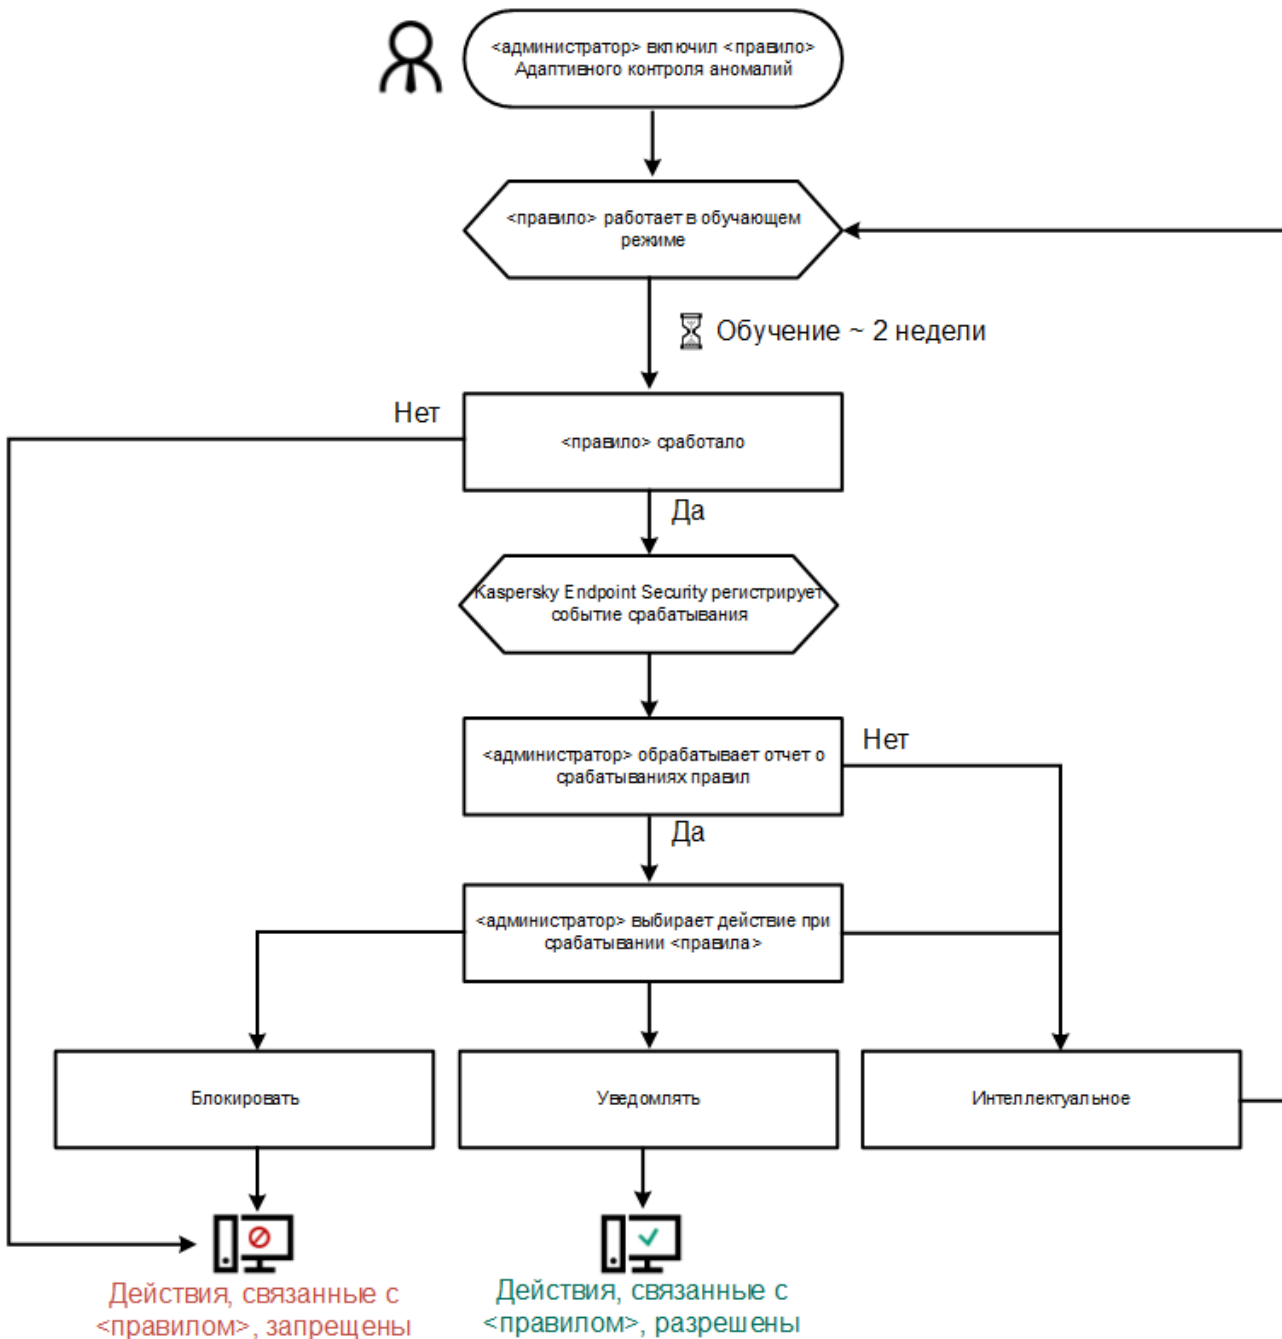 <администратор> включил <правило>
Адаптивного контроля аномалий
<правило> работает в обучающем
режиме
Обучение ~ 2 недели
Нет
<правило> сработало
Да
Kaspersky Endpoint Security регистрирует
событие срабатывания
<администратор> обрабатывает отчет о
срабатываниях правил
Нет
Да
<администратор> выбирает действие при
срабатывании <правила>
Блокировать
Уведомлять
Интеллектуальное
Действия, связанные с
<правилом>, запрещены
Действия, связанные с
<правилом>, разрешены